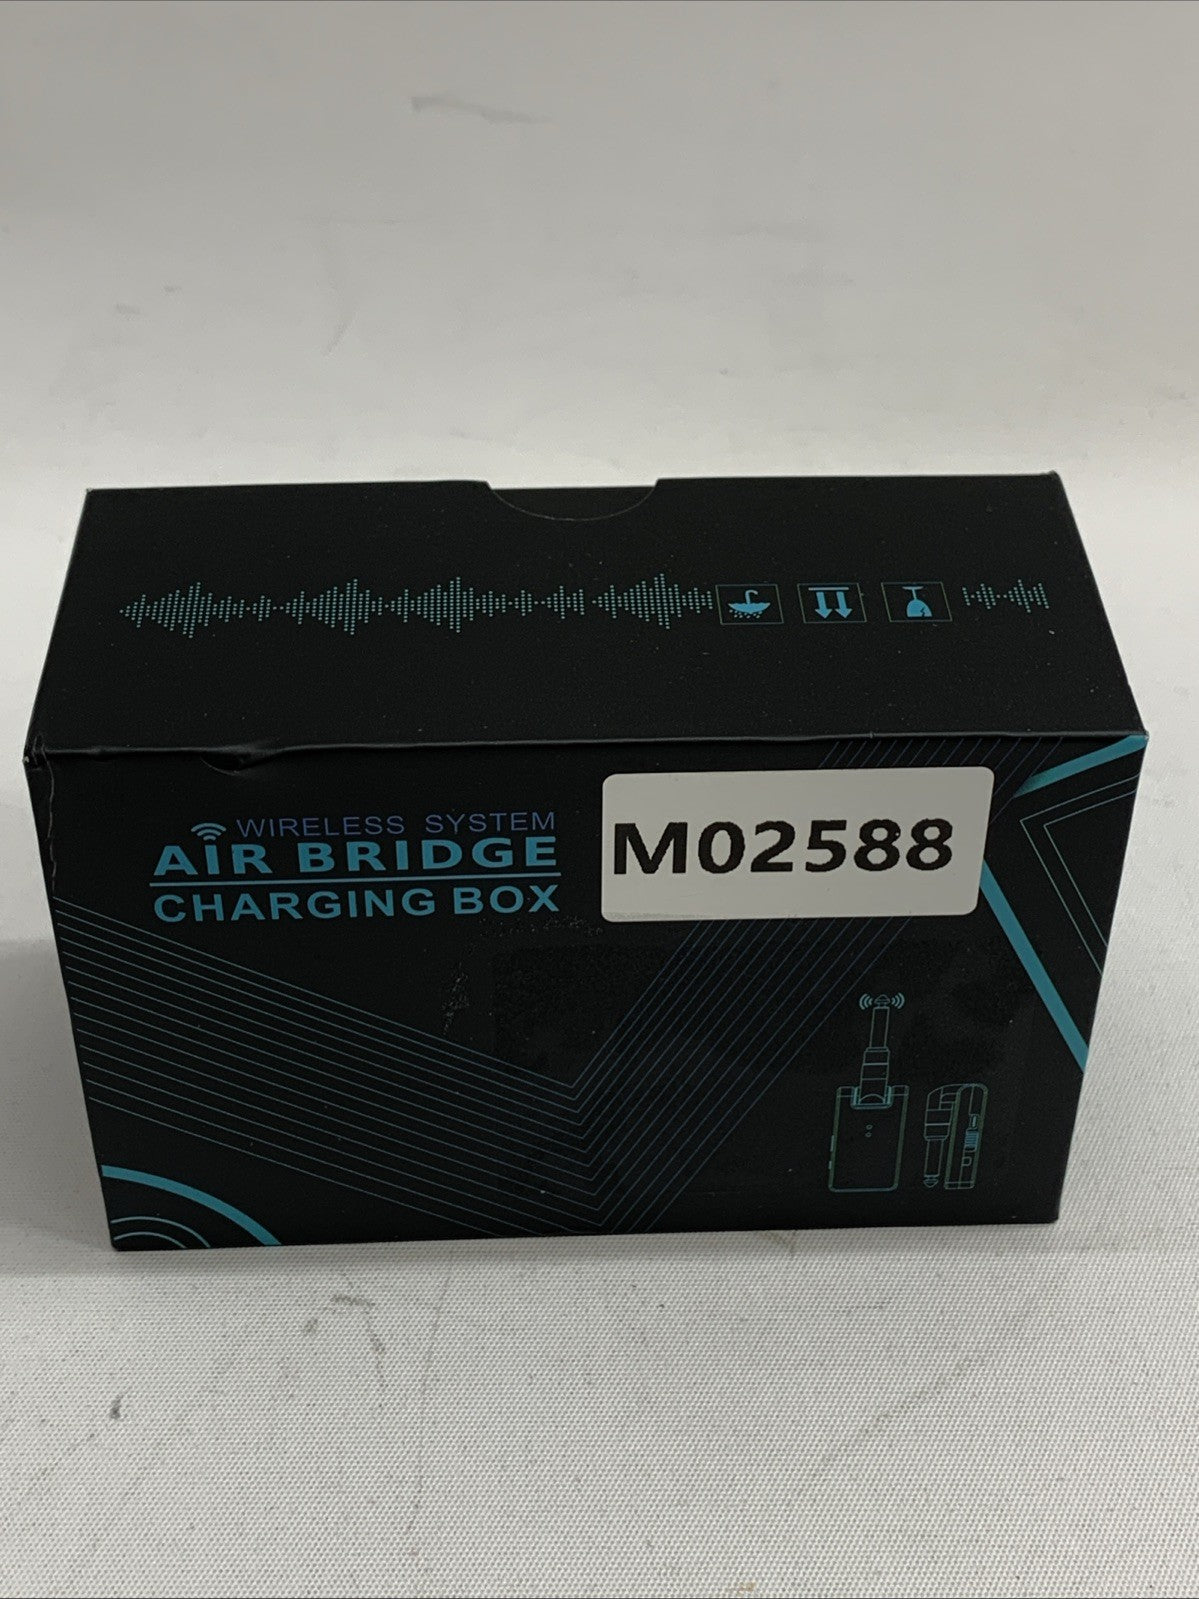 WIRELESS SYSTEM
AIR BRIDGE
CHARGING BOX
M02588